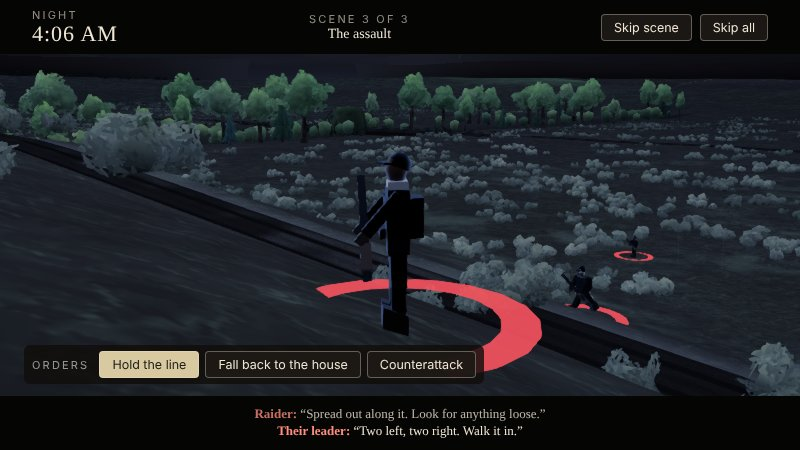 NIGHT
4:06 AM
SCENE 3 OF 3
The assault
Skip scene
Skip all
ORDERS
Hold the line
Fall back to the house
Counterattack
Raider: “Spread out along it. Look for anything loose.”
Their leader: “Two left, two right. Walk it in.”